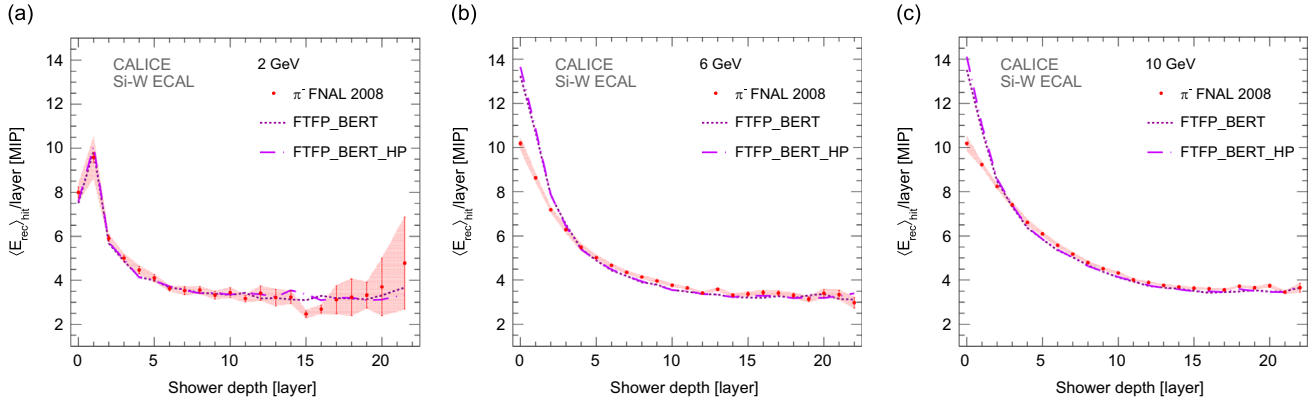 (a)
CALICE
Si-W ECAL
2 GeV
π⁻ FNAL 2008
FTFP_BERT
FTFP_BERT_HP
⟨E_rec⟩_hit/layer [MIP]
14
12
10
8
6
4
2
0 5 10 15 20
Shower depth [layer]
(b)
CALICE
Si-W ECAL
6 GeV
π⁻ FNAL 2008
FTFP_BERT
FTFP_BERT_HP
⟨E_rec⟩_hit/layer [MIP]
14
12
10
8
6
4
2
0 5 10 15 20
Shower depth [layer]
(c)
CALICE
Si-W ECAL
10 GeV
π⁻ FNAL 2008
FTFP_BERT
FTFP_BERT_HP
⟨E_rec⟩_hit/layer [MIP]
14
12
10
8
6
4
2
0 5 10 15 20
Shower depth [layer]